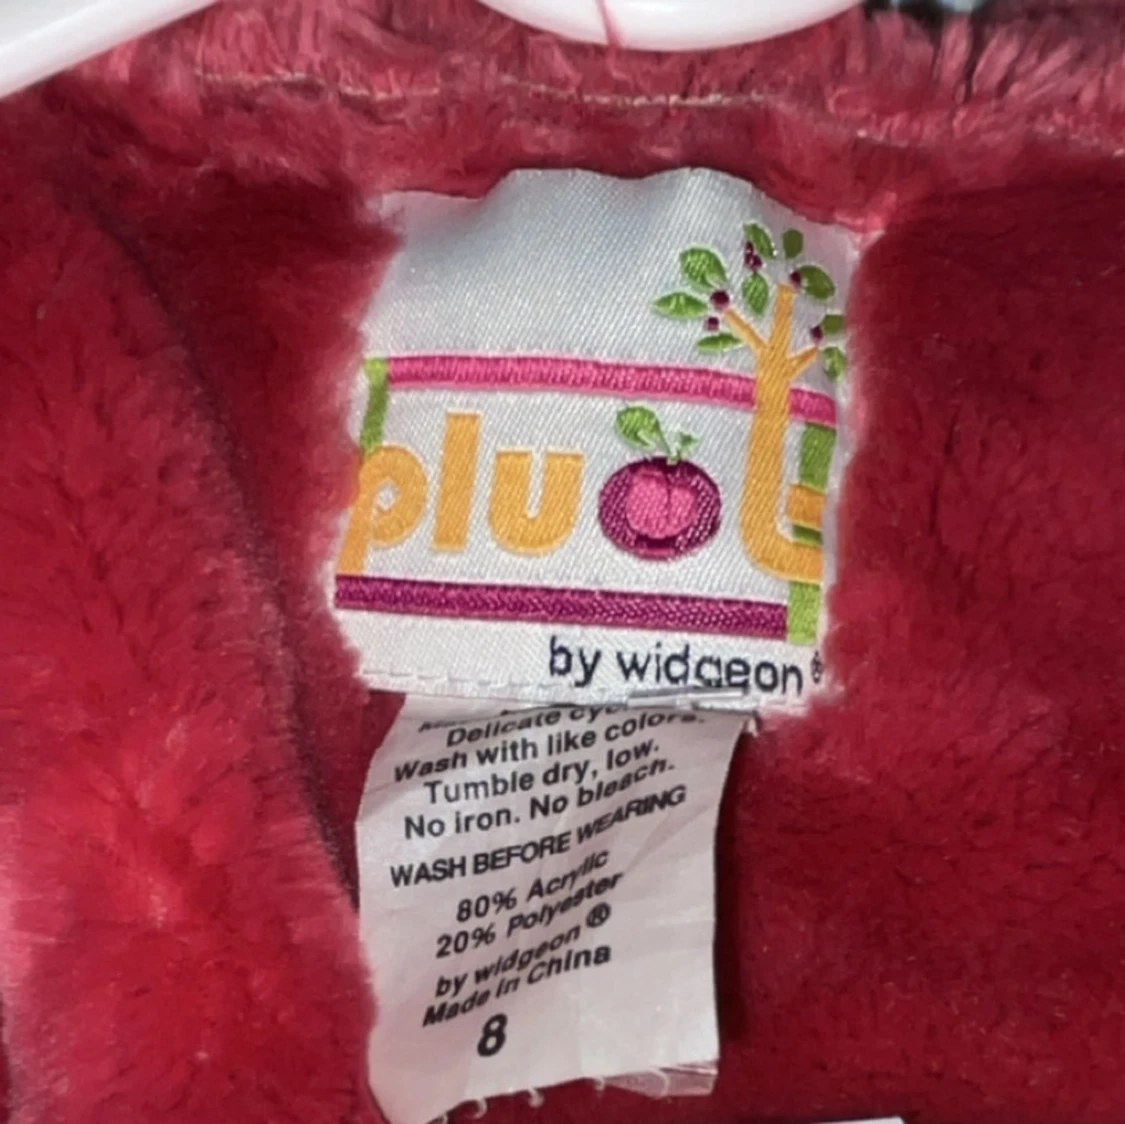 pluot
by widgeon®
Delicate
Wash with like colors.
Tumble dry, low.
No iron. No bleach.
WASH BEFORE WEARING
80% Acrylic
20% Polyester
by widgeon ®
Made in China
8